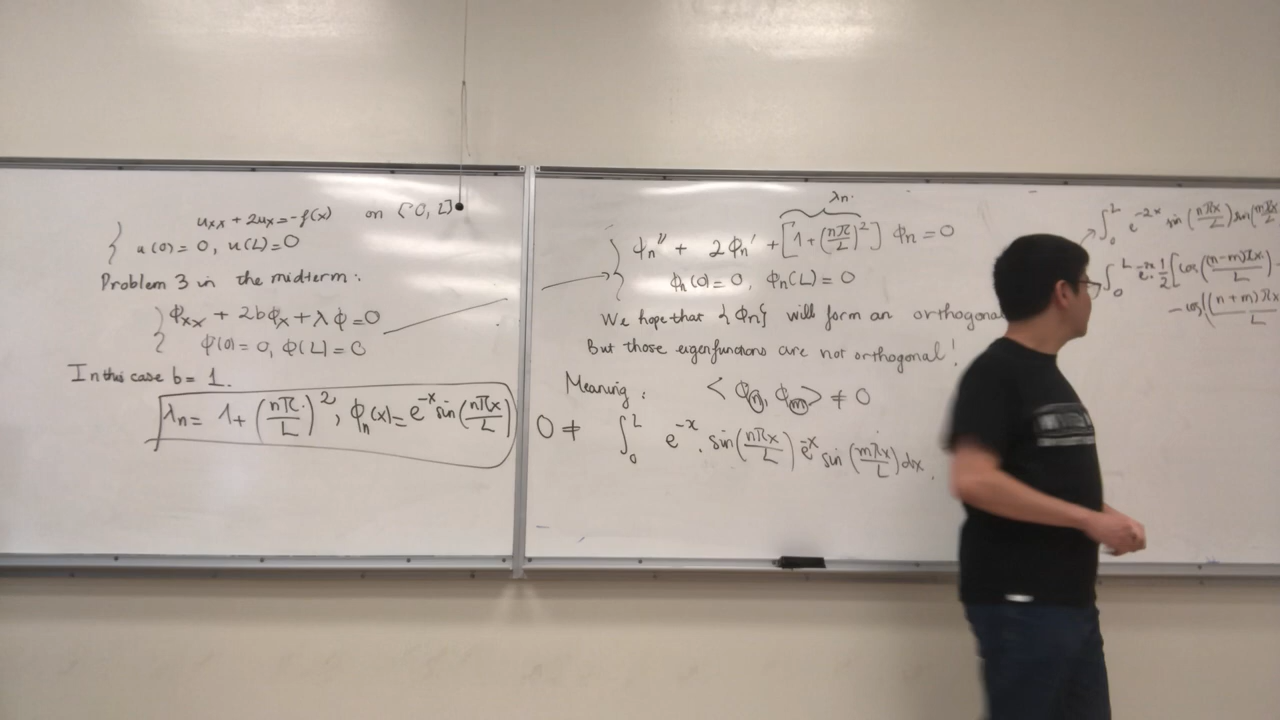 u_xx + 2u_x = -f(x) on [0, L]
u(0) = 0, u(L) = 0
Problem 3 in the midterm:
ϕ_xx + 2bϕ_x + λϕ = 0
ϕ(0) = 0, ϕ(L) = 0
In this case b = 1.
λ_n = 1 + (nπ/L)^2, ϕ_n(x) = e^{-x} sin(nπx/L)
λ_n.
ϕ_n'' + 2ϕ_n' + [1 + (nπ/L)^2] ϕ_n = 0
ϕ_n(0) = 0, ϕ_n(L) = 0
We hope that {ϕ_n} will form an orthogona
But those eigenfunctions are not orthogonal!
Meaning: <ϕ_n, ϕ_m> ≠ 0
0 ≠ ∫_0^L e^{-x} . sin(nπx/L) e^{-x} sin(mπx/L) dx.
∫_0^L e^{-2x} sin(nπx/L) sin(mπx
∫_0^L e^{-2x} . 1/2 [cos((n-m)πx/L) -
- cos((n+m)πx/L